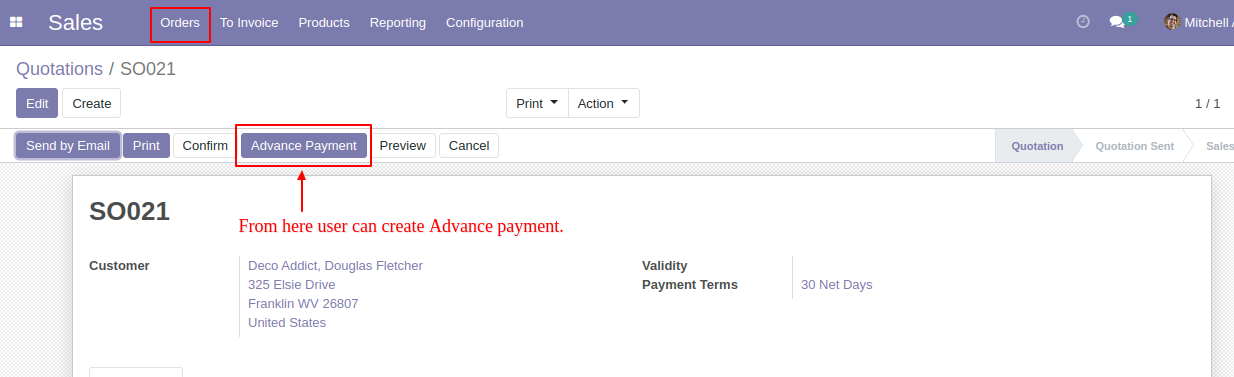 Sales Orders To Invoice Products Reporting Configuration 1 Mitchell A
Quotations / SO021
Edit Create Print Action 1 / 1
Send by Email Print Confirm Advance Payment Preview Cancel Quotation Quotation Sent Sales
SO021
From here user can create Advance payment.
Customer Deco Addict, Douglas Fletcher Validity
325 Elsie Drive Payment Terms 30 Net Days
Franklin WV 26807
United States